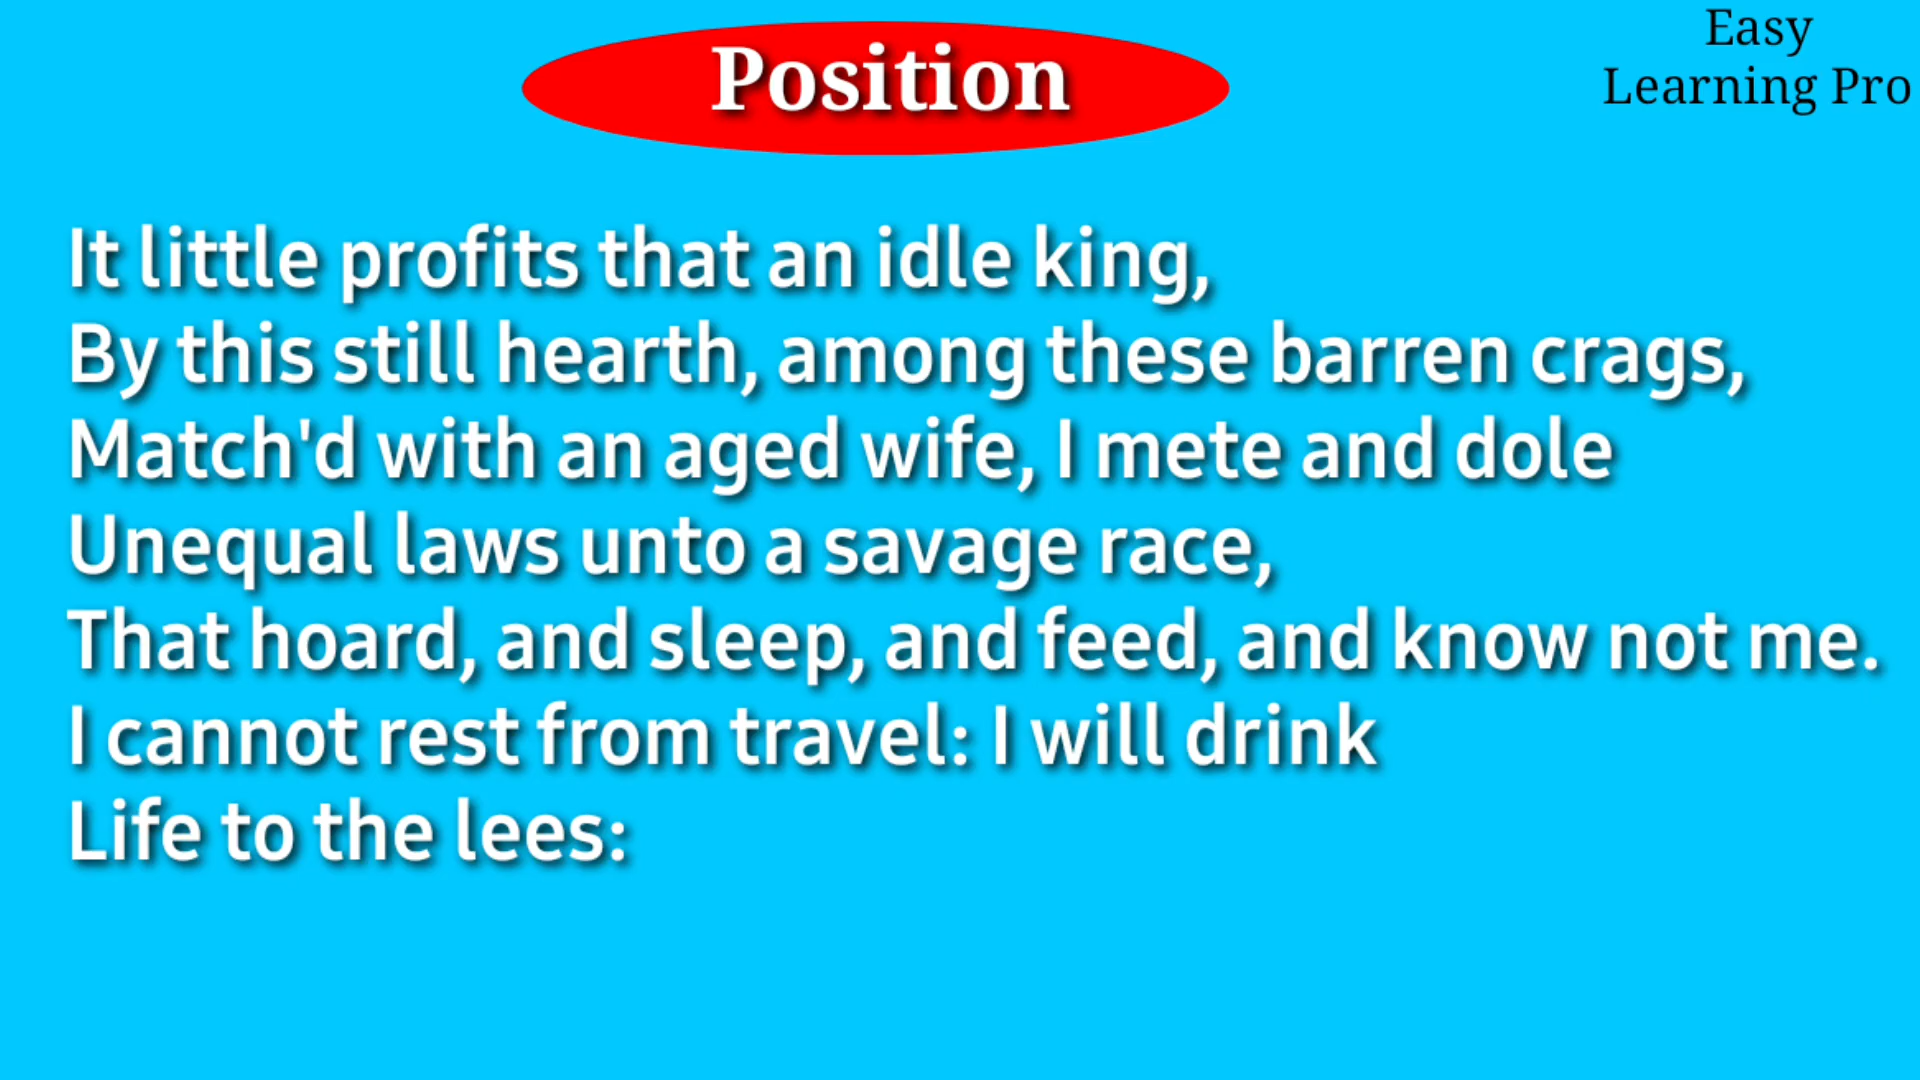 Position
Easy
Learning Pro
It little profits that an idle king,
By this still hearth, among these barren crags,
Match'd with an aged wife, I mete and dole
Unequal laws unto a savage race,
That hoard, and sleep, and feed, and know not me.
I cannot rest from travel: I will drink
Life to the lees: